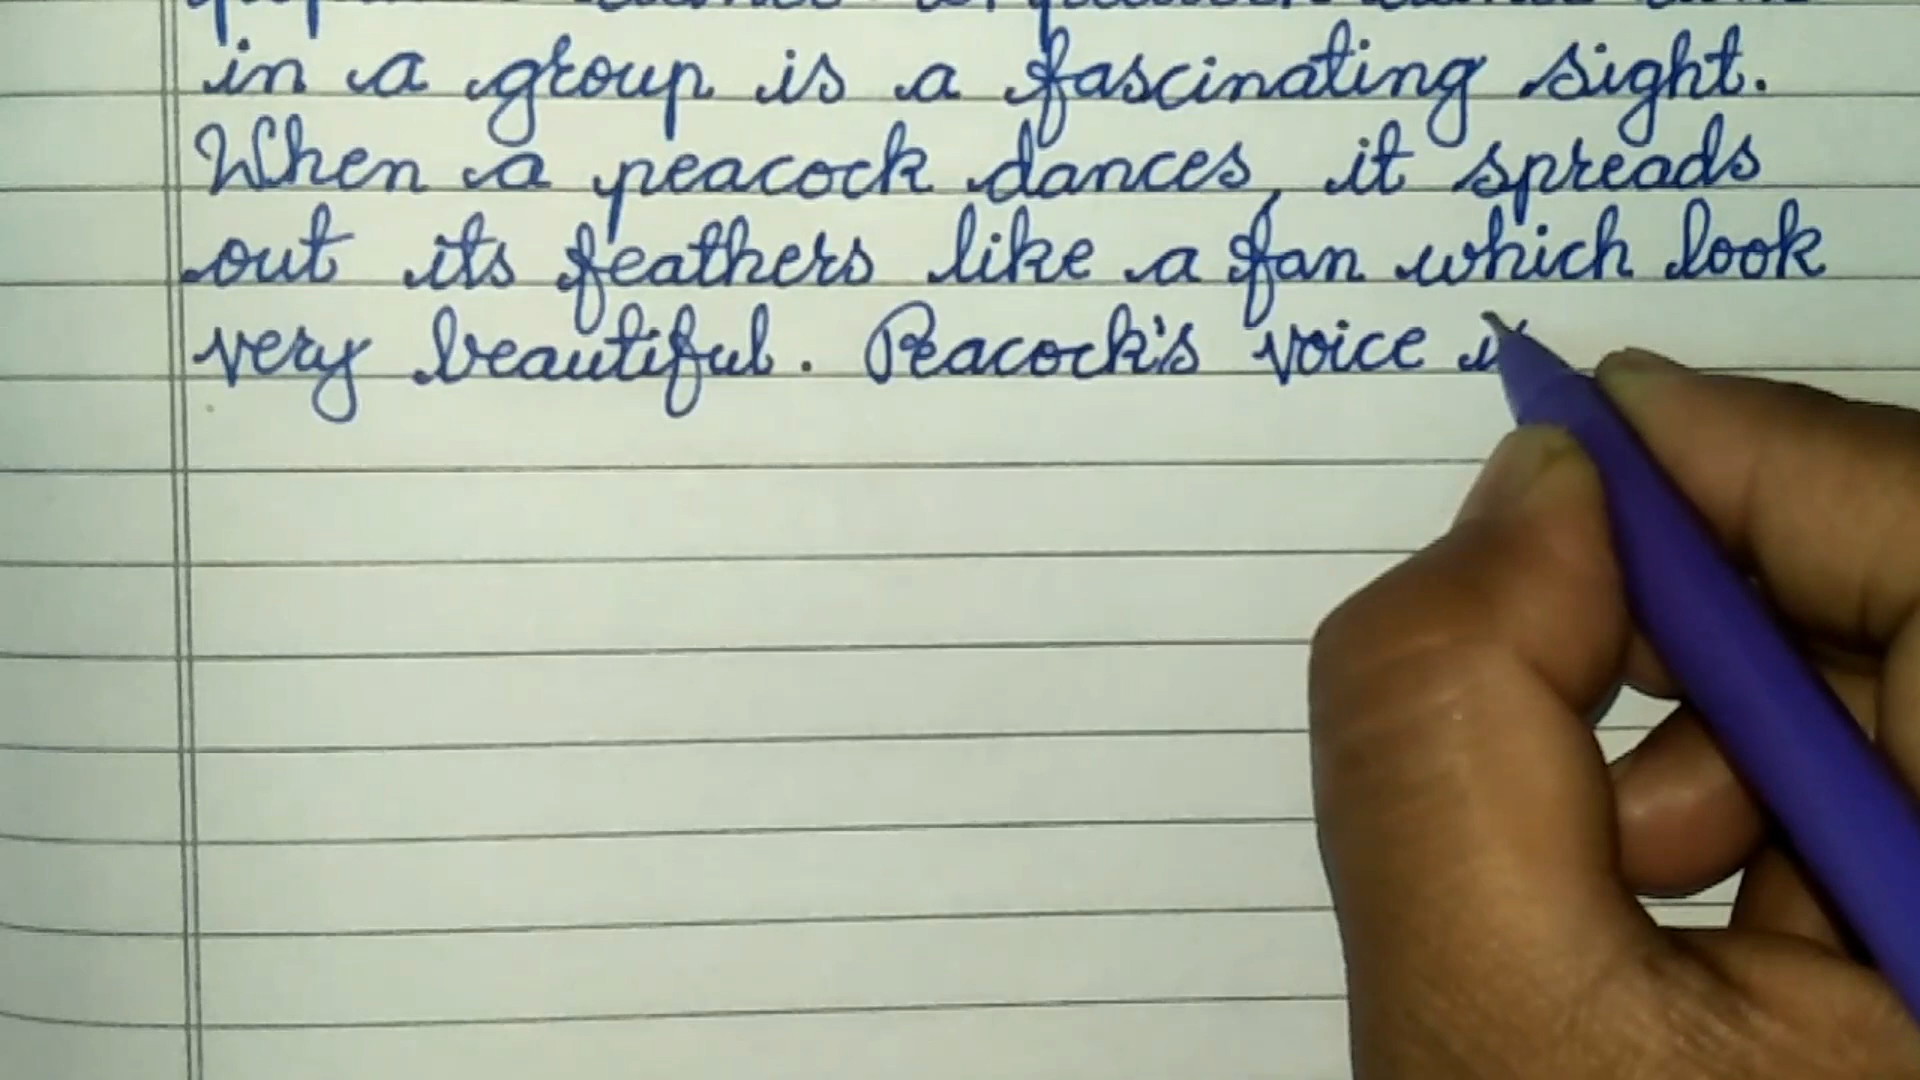 in a group is a fascinating sight.
When a peacock dances, it spreads
out its feathers like a fan which look
very beautiful. Peacock's voice